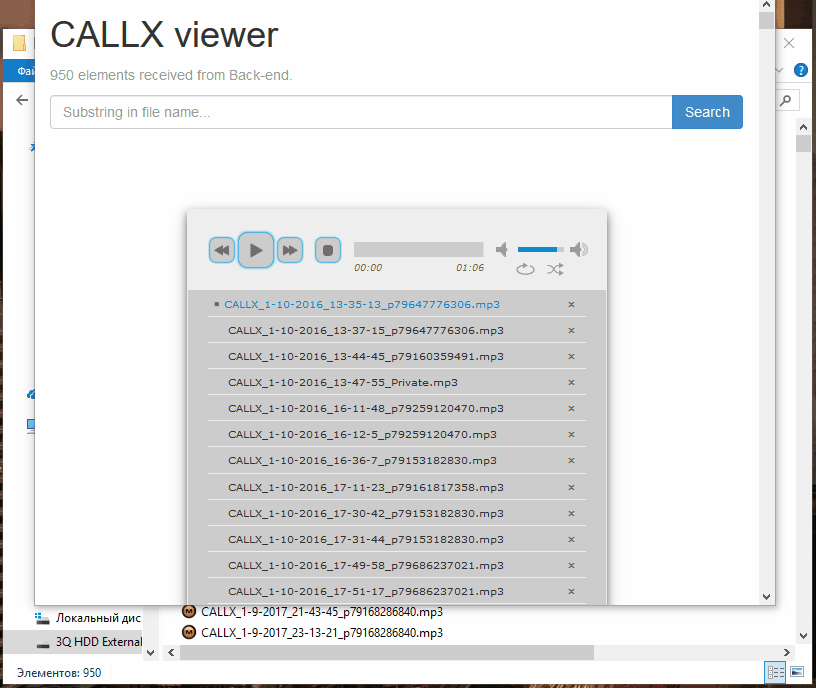 CALLX viewer
950 elements received from Back-end.
Substring in file name...
Search
Фай
?
00:00
01:06
CALLX_1-10-2016_13-35-13_p79647776306.mp3 ×
CALLX_1-10-2016_13-37-15_p79647776306.mp3 ×
CALLX_1-10-2016_13-44-45_p79160359491.mp3 ×
CALLX_1-10-2016_13-47-55_Private.mp3 ×
CALLX_1-10-2016_16-11-48_p79259120470.mp3 ×
CALLX_1-10-2016_16-12-5_p79259120470.mp3 ×
CALLX_1-10-2016_16-36-7_p79153182830.mp3 ×
CALLX_1-10-2016_17-11-23_p79161817358.mp3 ×
CALLX_1-10-2016_17-30-42_p79153182830.mp3 ×
CALLX_1-10-2016_17-31-44_p79153182830.mp3 ×
CALLX_1-10-2016_17-49-58_p79686237021.mp3 ×
CALLX_1-10-2016_17-51-17_p79686237021.mp3 ×
Локальный дис
CALLX_1-9-2017_21-43-45_p79168286840.mp3
3Q HDD External
CALLX_1-9-2017_23-13-21_p79168286840.mp3
Элементов: 950